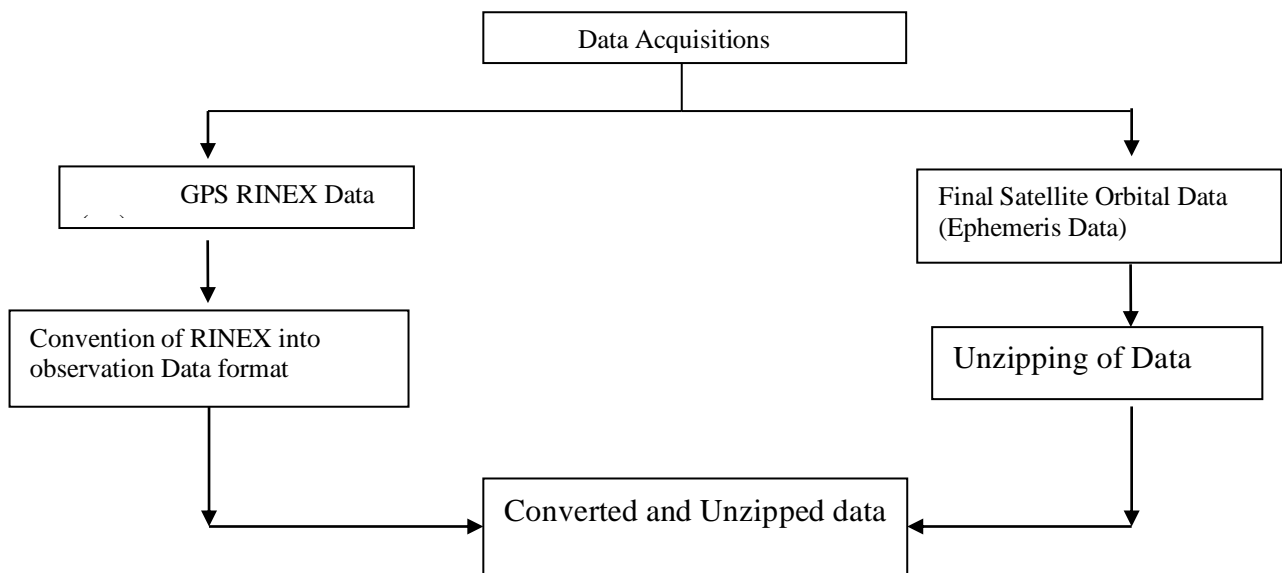 Data Acquisitions
GPS RINEX Data
Final Satellite Orbital Data
(Ephemeris Data)
Convention of RINEX into
observation Data format
Unzipping of Data
Converted and Unzipped data